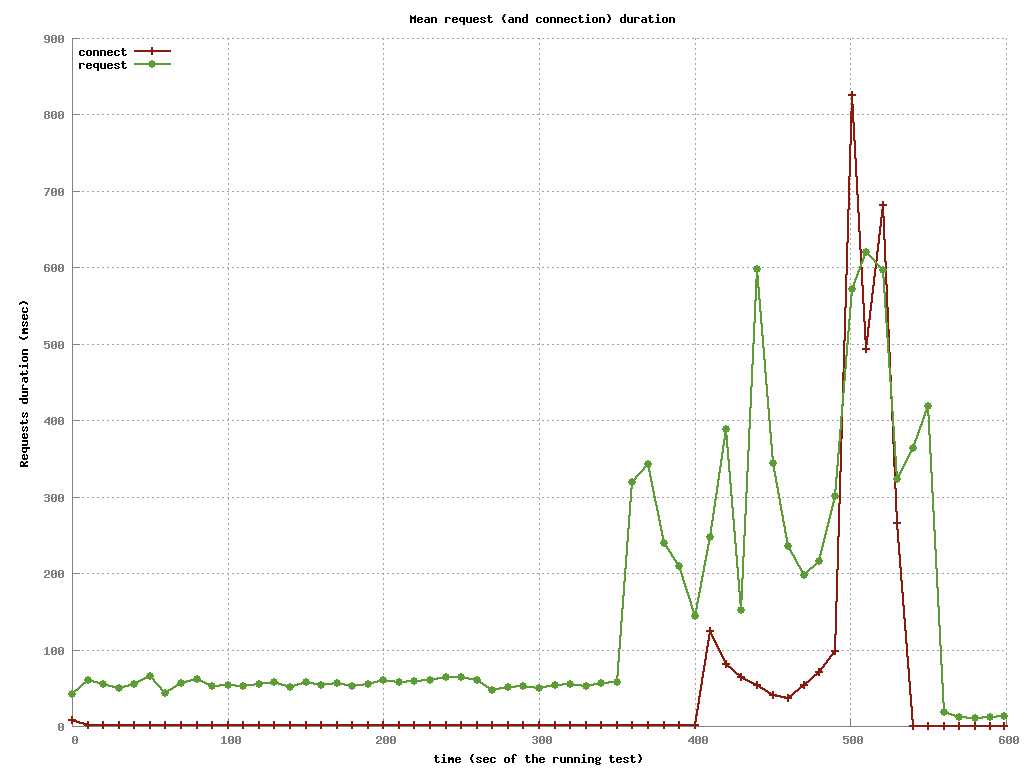 Mean request (and connection) duration
900
connect
request
800
700
600
500
400
300
200
100
0
Requests duration (msec)
0 100 200 300 400 500 600
time (sec of the running test)